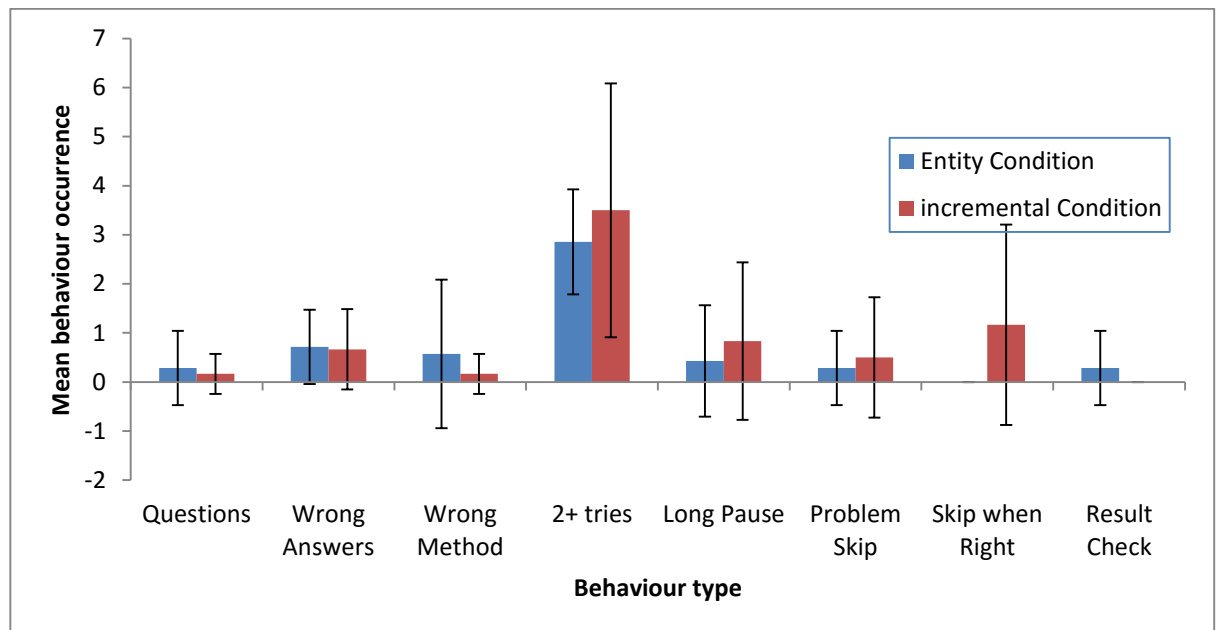 Mean behaviour occurrence
7
6
5
4
3
2
1
0
-1
-2
Entity Condition
incremental Condition
Questions
Wrong
Answers
Wrong
Method
2+ tries
Long Pause
Problem
Skip
Skip when
Right
Result
Check
Behaviour type